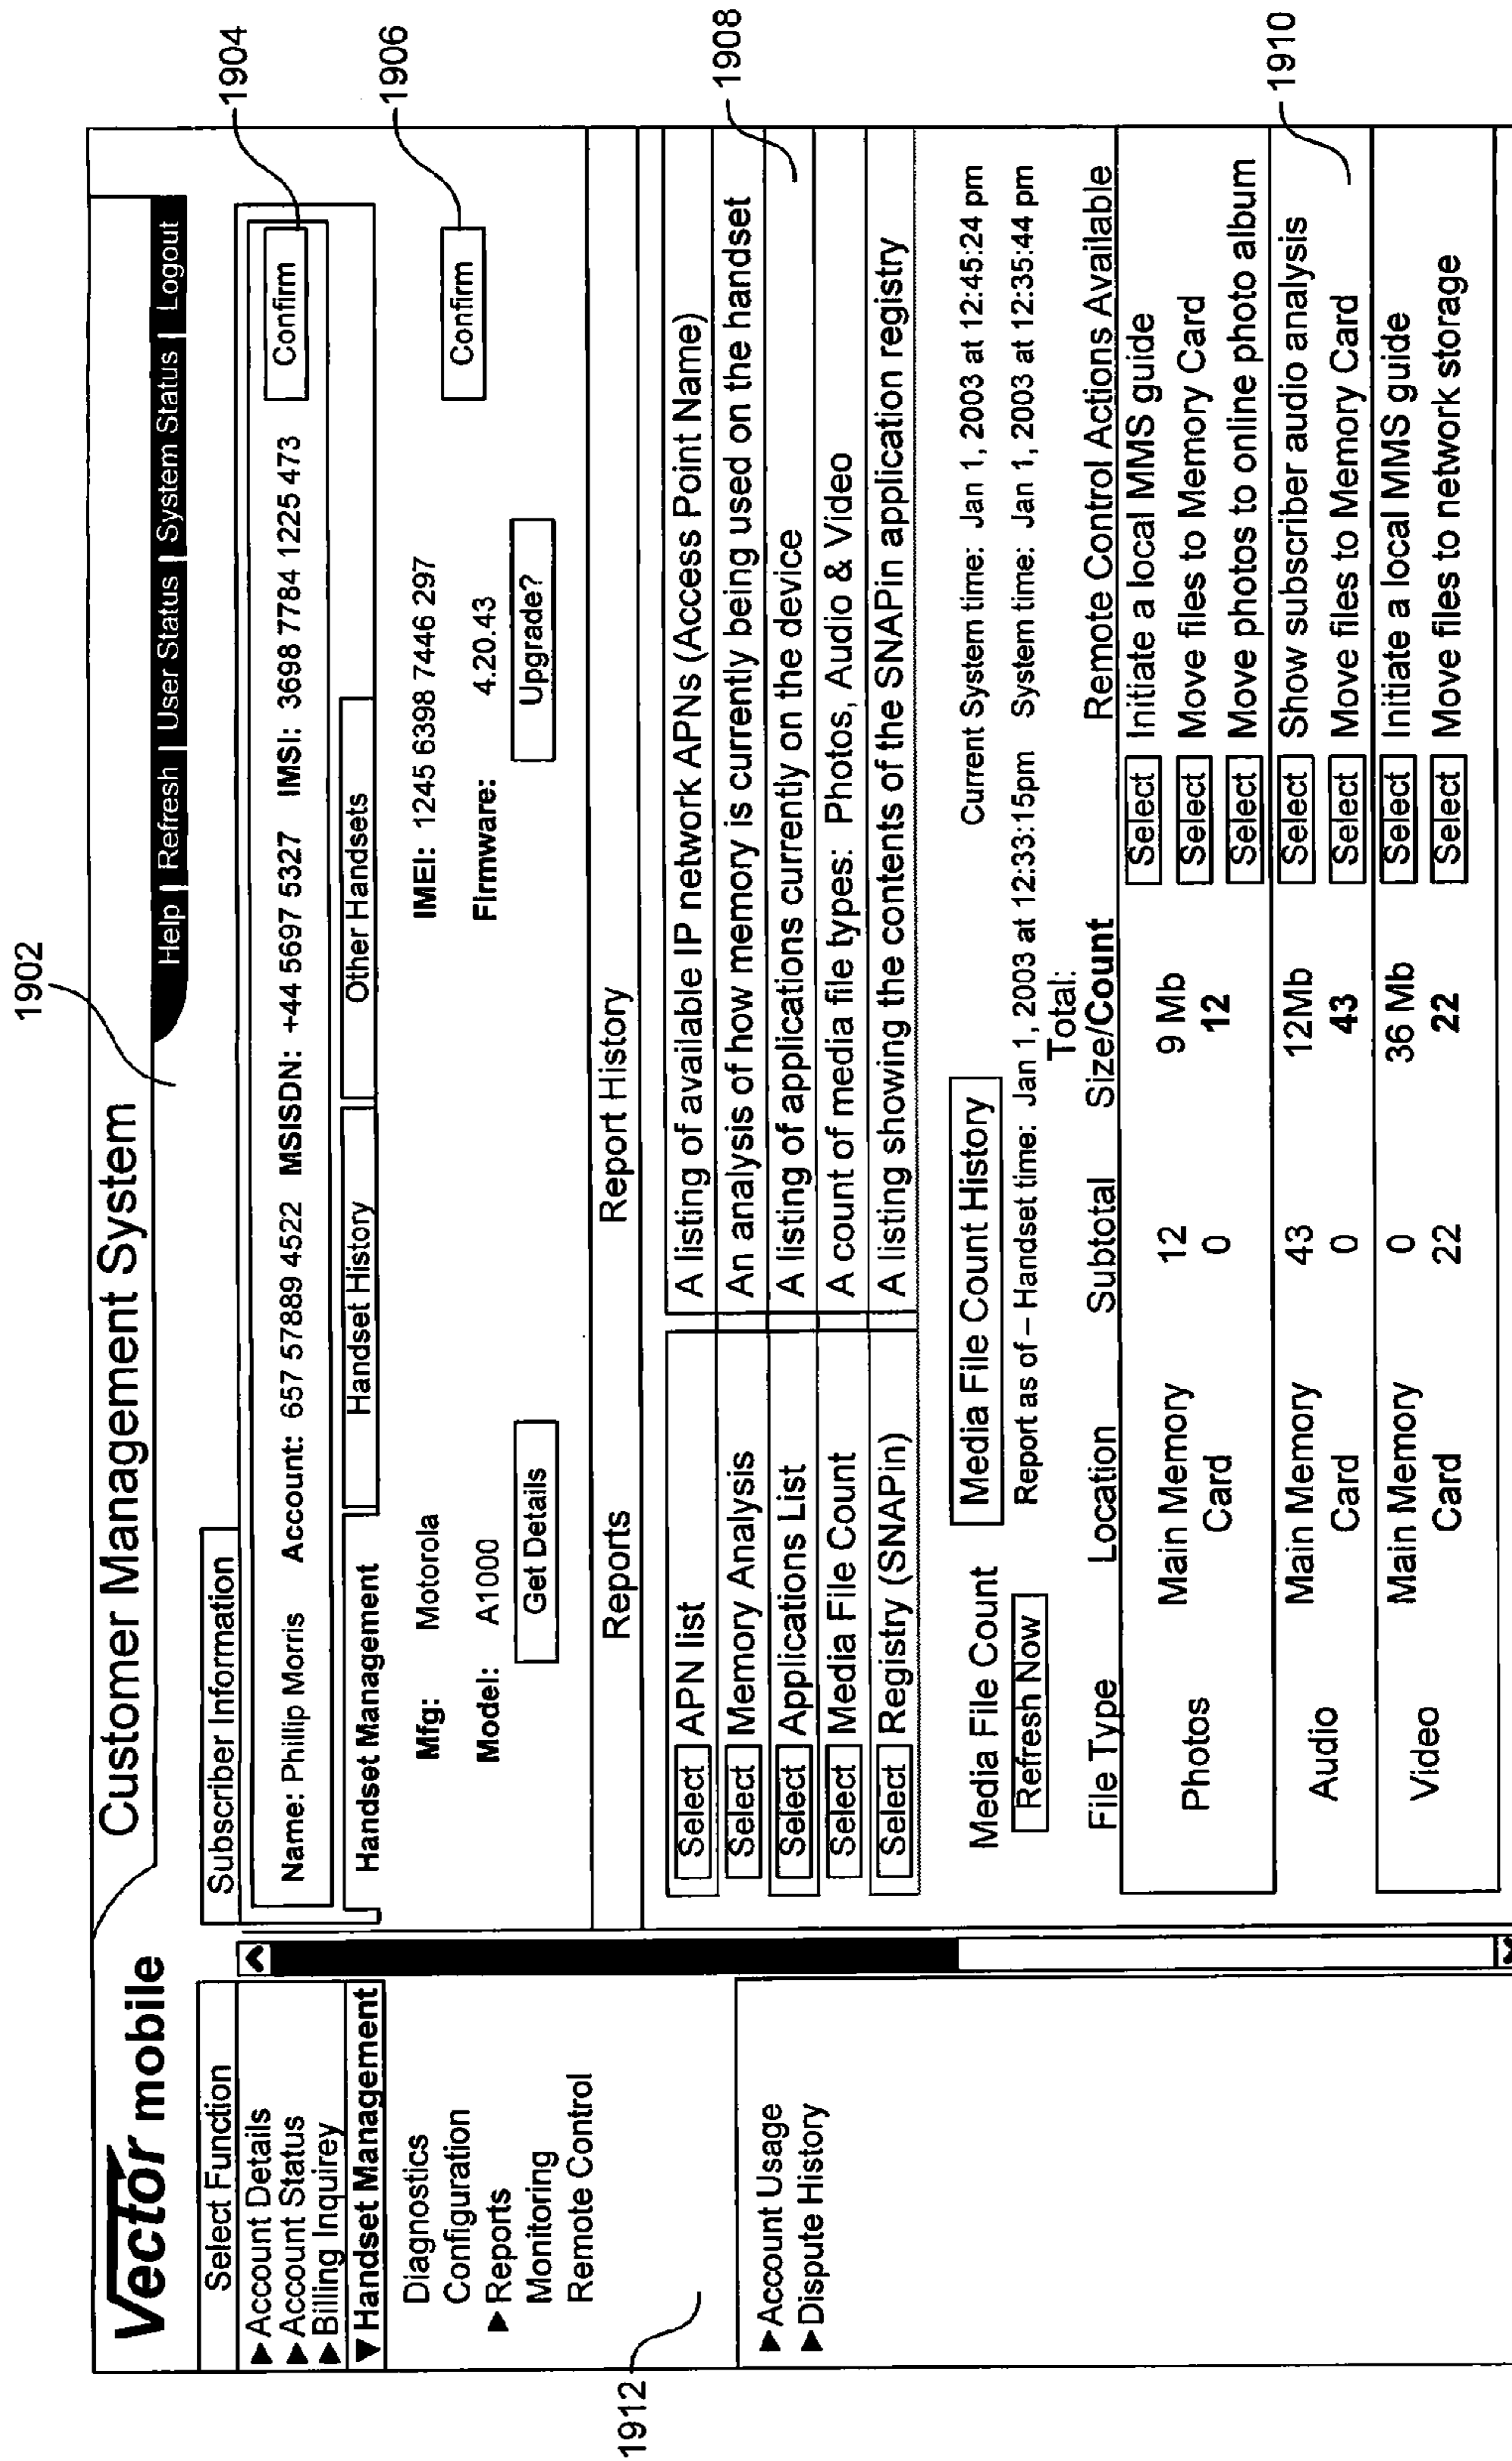 1902
Vector mobile
Customer Management System
Help | Refresh | User Status | System Status | Logout
Select Function
▶Account Details
▶Account Status
▶Billing Inquirey
▼Handset Management
Diagnostics
Configuration
▶Reports
Monitoring
Remote Control
1912
▶Account Usage
▶Dispute History
Subscriber Information
Name: Phillip Morris Account: 657 57889 4522 MSISDN: +44 5697 5327 IMSI: 3698 7784 1225 473 Confirm
1904
Handset Management Handset History Other Handsets
Mfg: Motorola IMEI: 1245 6398 7446 297 Confirm
1906
Model: A1000 Firmware: 4.20.43
Get Details Upgrade?
Reports Report History
Select APN list A listing of available IP network APNs (Access Point Name)
Select Memory Analysis An analysis of how memory is currently being used on the handset
Select Applications List A listing of applications currently on the device
1908
Select Media File Count A count of media file types: Photos, Audio & Video
Select Registry (SNAPin) A listing showing the contents of the SNAPin application registry
Media File Count Media File Count History Current System time: Jan 1, 2003 at 12:45:24 pm
Refresh Now Report as of – Handset time: Jan 1, 2003 at 12:33:15pm System time: Jan 1, 2003 at 12:35:44 pm
Total:
File Type Location Subtotal Size/Count Remote Control Actions Available
Select Initiate a local MMS guide
Photos Main Memory 12 9 Mb Select Move files to Memory Card
Card 0 12 Select Move photos to online photo album
Audio Main Memory 43 12Mb Select Show subscriber audio analysis
Card 0 43 Select Move files to Memory Card
1910
Video Main Memory 0 36 Mb Select Initiate a local MMS guide
Card 22 22 Select Move files to network storage